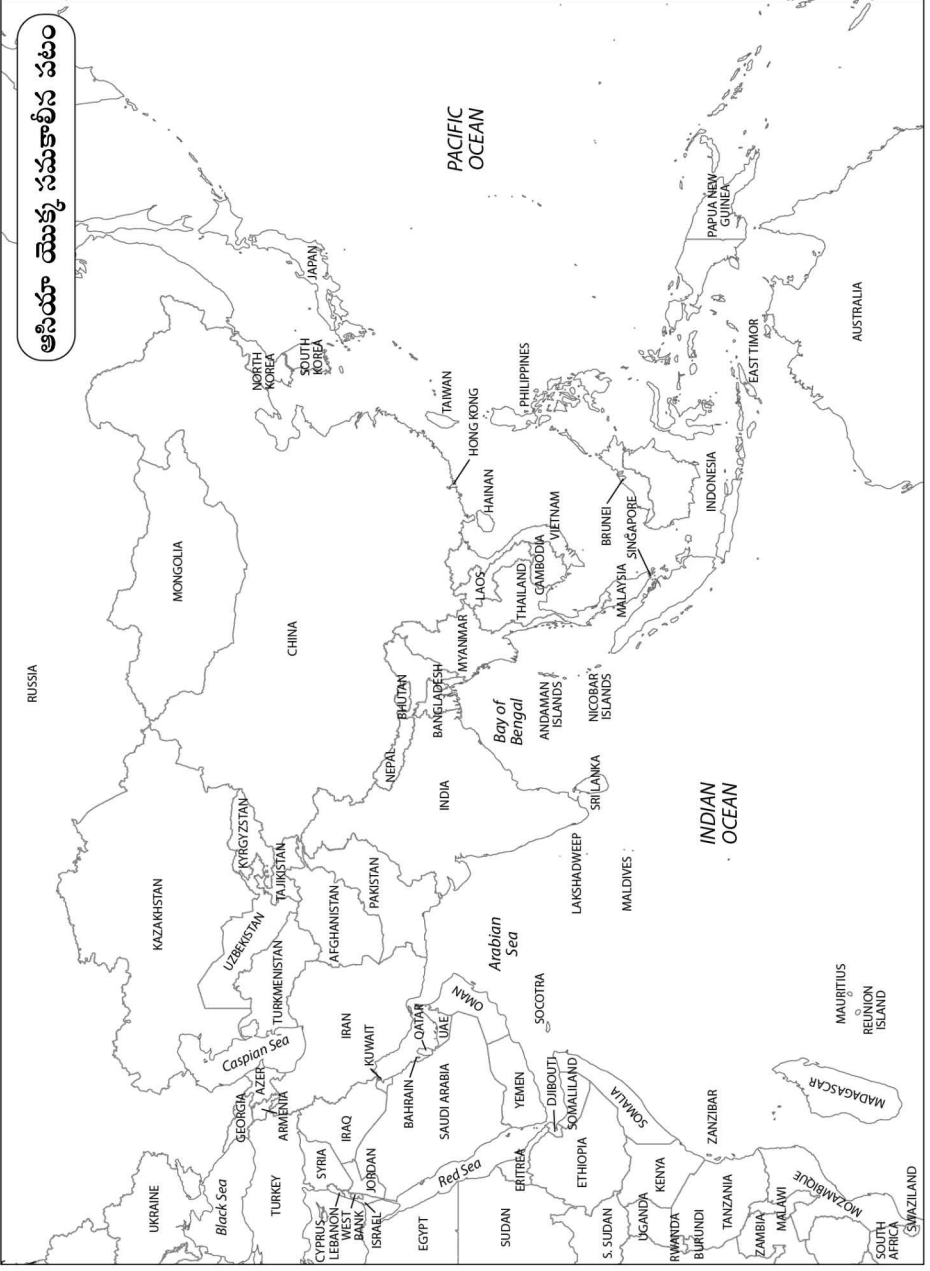 ఆసియా యొక్క సమకాలీన పటం
RUSSIA
UKRAINE
KAZAKHSTAN
MONGOLIA
Black Sea
GEORGIA
AZER.
ARMENIA
Caspian Sea
UZBEKISTAN
KYRGYZSTAN
TURKMENISTAN
TAJIKISTAN
CHINA
NORTH
KOREA
SOUTH
KOREA
JAPAN
TURKEY
CYPRUS
LEBANON
WEST
BANK
ISRAEL
SYRIA
IRAQ
JORDAN
IRAN
KUWAIT
AFGHANISTAN
PAKISTAN
NEPAL
BHUTAN
BANGLADESH
INDIA
MYANMAR
LAOS
HAINAN
HONG KONG
TAIWAN
PACIFIC
OCEAN
EGYPT
Red Sea
BAHRAIN
QATAR
UAE
SAUDI ARABIA
OMAN
YEMEN
Arabian
Sea
Bay of
Bengal
THAILAND
CAMBODIA
VIETNAM
PHILIPPINES
SUDAN
ERITREA
DJIBOUTI
SOMALILAND
ETHIOPIA
SOCOTRA
ANDAMAN
ISLANDS
NICOBAR
ISLANDS
LAKSHADWEEP
SRI LANKA
MALDIVES
MALAYSIA
SINGAPORE
BRUNEI
S. SUDAN
UGANDA
KENYA
SOMALIA
RWANDA
BURUNDI
TANZANIA
ZANZIBAR
INDIAN
OCEAN
INDONESIA
EAST TIMOR
PAPUA NEW
GUINEA
ZAMBIA
MALAWI
MOZAMBIQUE
MADAGASCAR
MAURITIUS
REUNION
ISLAND
AUSTRALIA
SOUTH
AFRICA
SWAZILAND